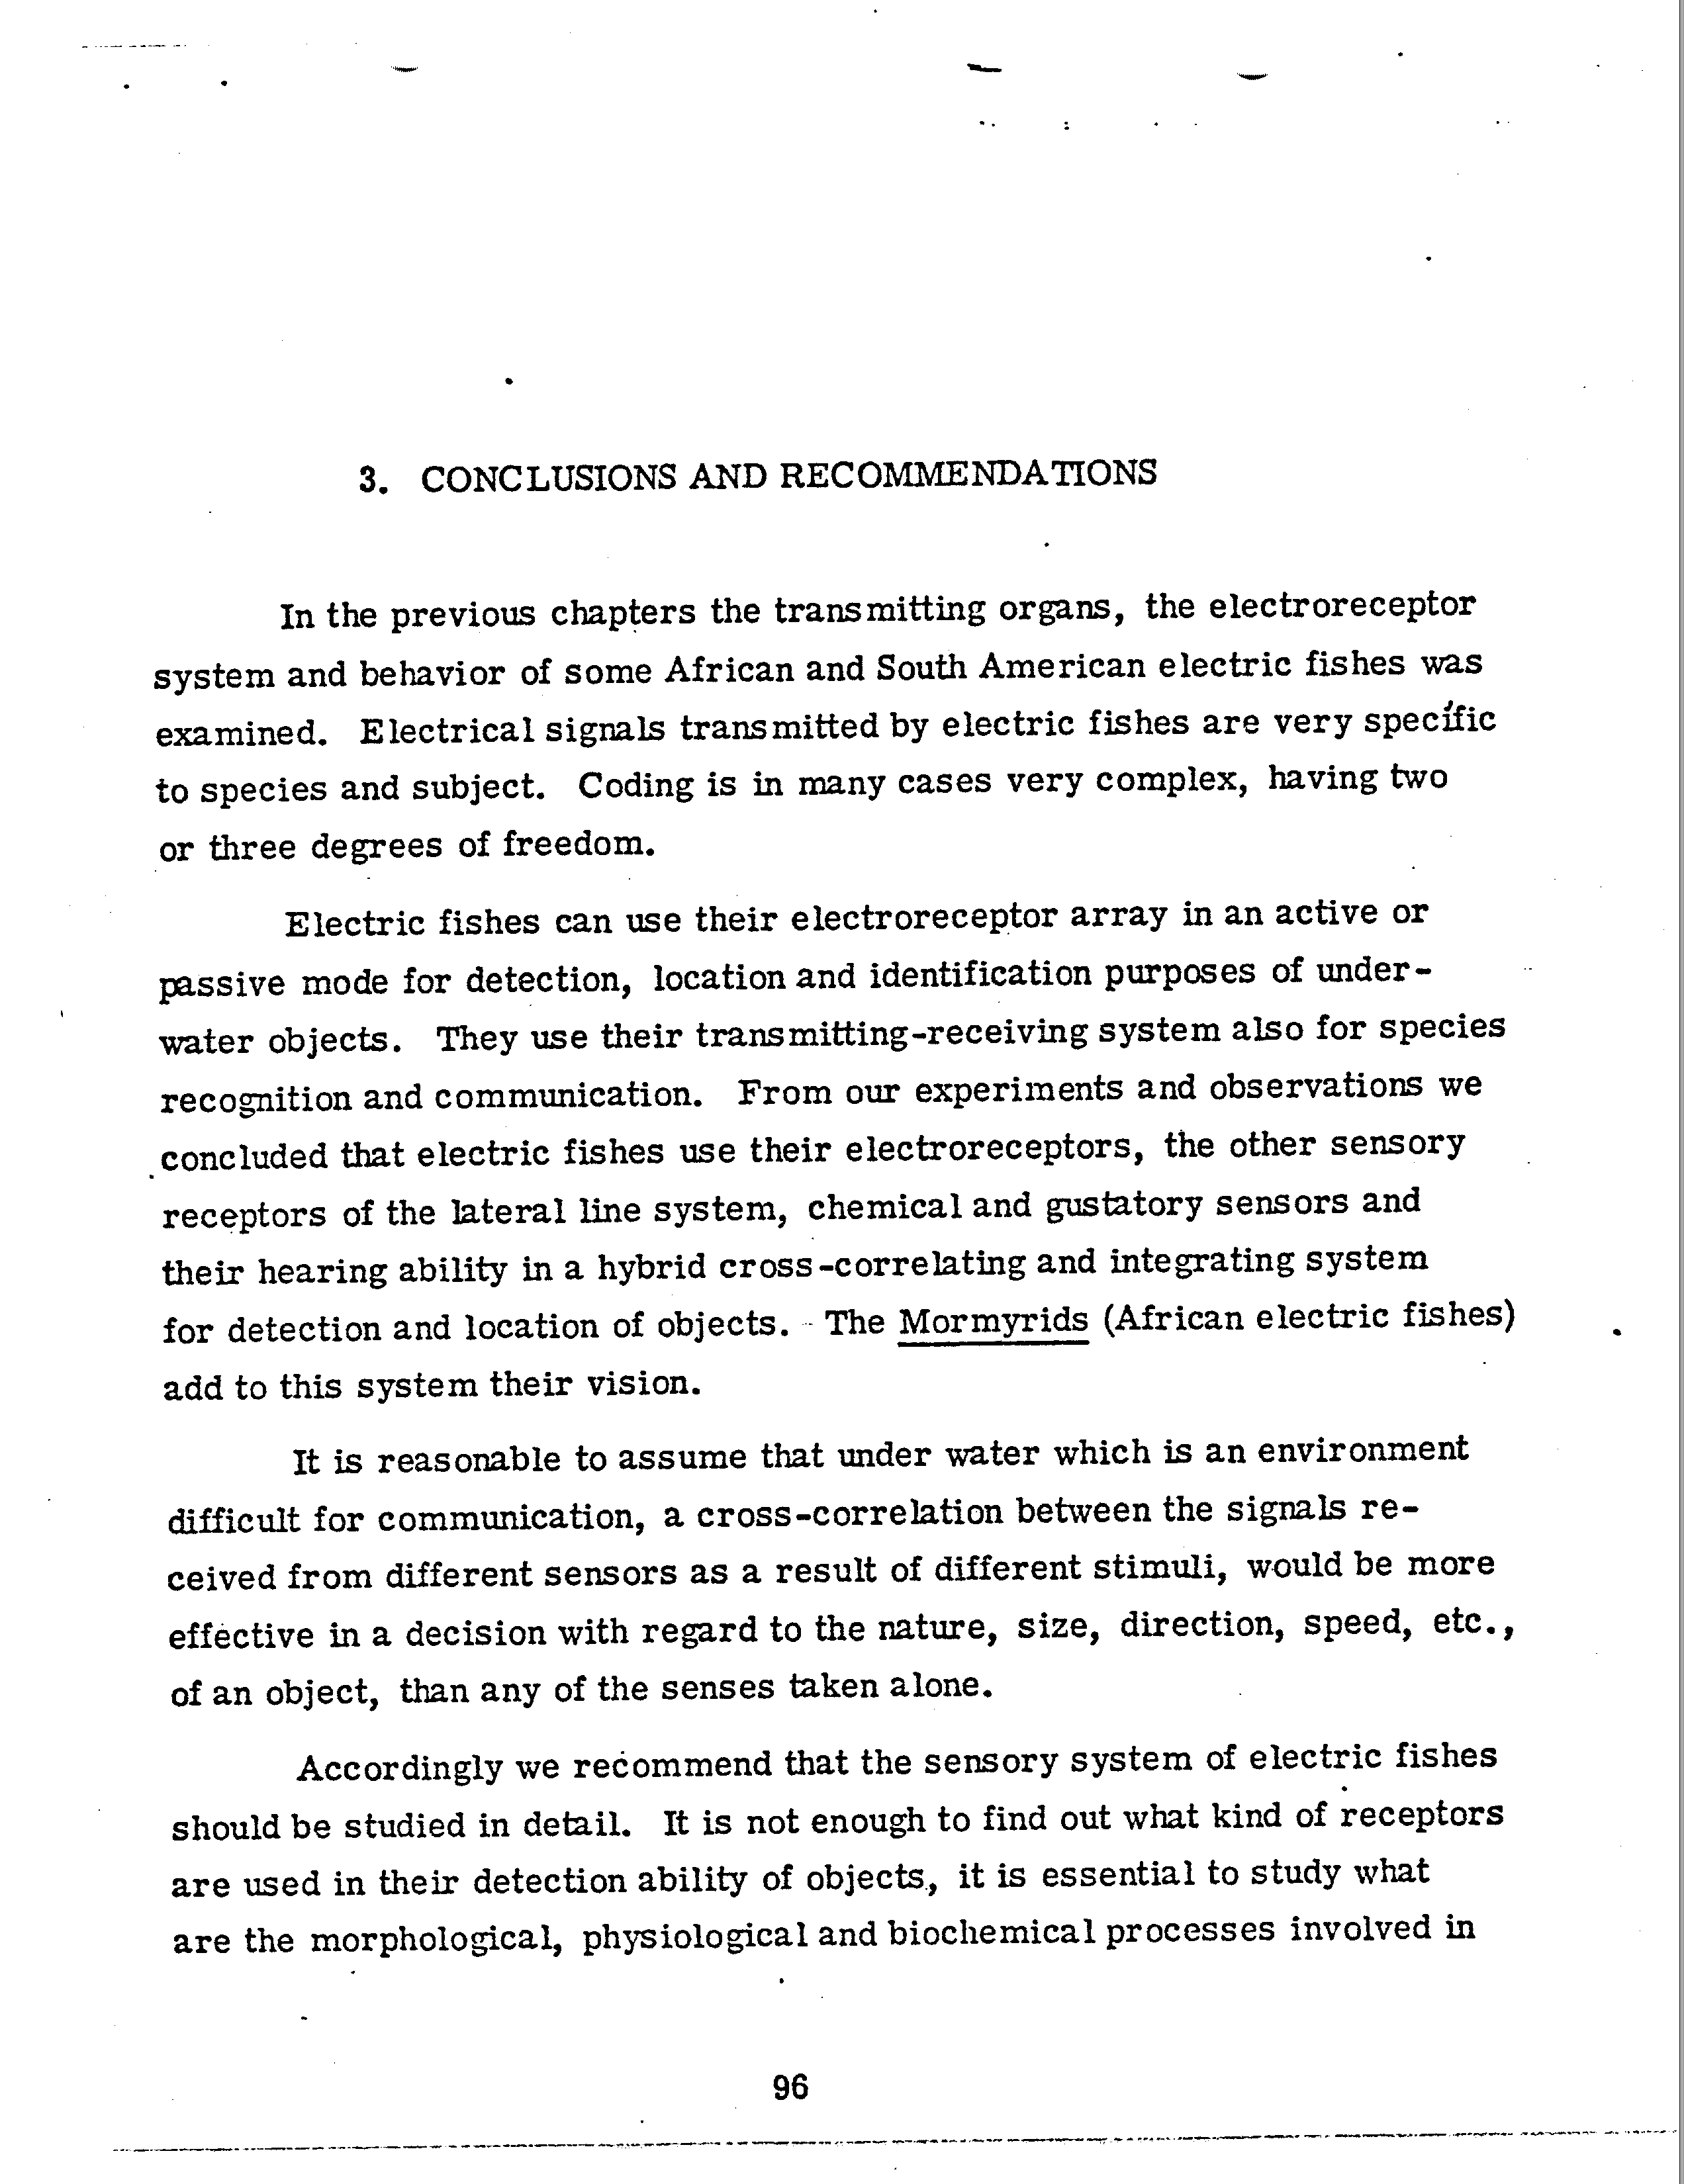 3. CONCLUSIONS AND RECOMMENDATIONS
In the previous chapters the transmitting organs, the electroreceptor
system and behavior of some African and South American electric fishes was
examined. Electrical signals transmitted by electric fishes are very specific
to species and subject. Coding is in many cases very complex, having two
or three degrees of freedom.
Electric fishes can use their electroreceptor array in an active or
passive mode for detection, location and identification purposes of under-
water objects. They use their transmitting-receiving system also for species
recognition and communication. From our experiments and observations we
concluded that electric fishes use their electroreceptors, the other sensory
receptors of the lateral line system, chemical and gustatory sensors and
their hearing ability in a hybrid cross-correlating and integrating system
for detection and location of objects. The Mormyrids (African electric fishes)
add to this system their vision.
It is reasonable to assume that under water which is an environment
difficult for communication, a cross-correlation between the signals re-
ceived from different sensors as a result of different stimuli, would be more
effective in a decision with regard to the nature, size, direction, speed, etc.,
of an object, than any of the senses taken alone.
Accordingly we recommend that the sensory system of electric fishes
should be studied in detail. It is not enough to find out what kind of receptors
are used in their detection ability of objects, it is essential to study what
are the morphological, physiological and biochemical processes involved in
96